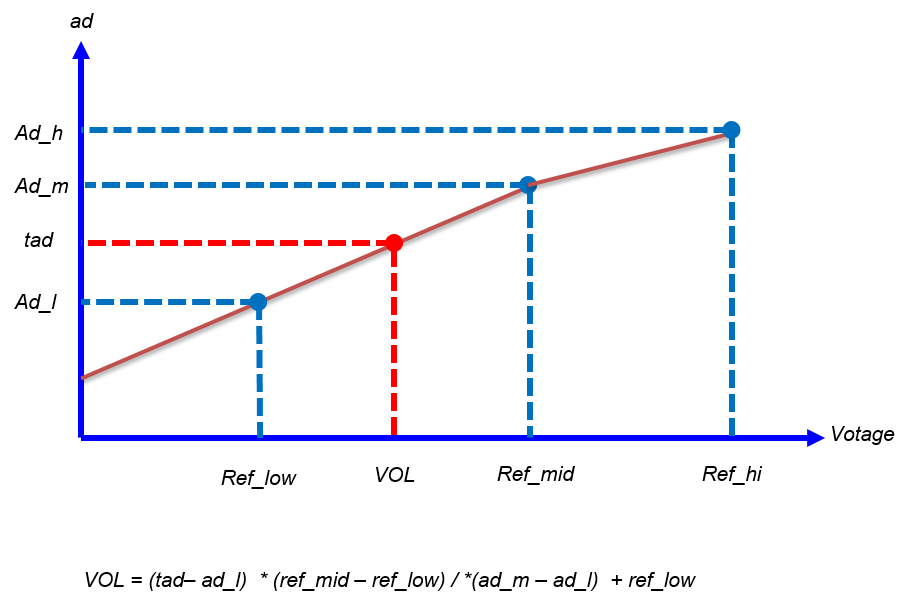 ad
Ad_h
Ad_m
tad
Ad_l
Votage
Ref_low
VOL
Ref_mid
Ref_hi
VOL = (tad– ad_l) * (ref_mid – ref_low) / *(ad_m – ad_l) + ref_low